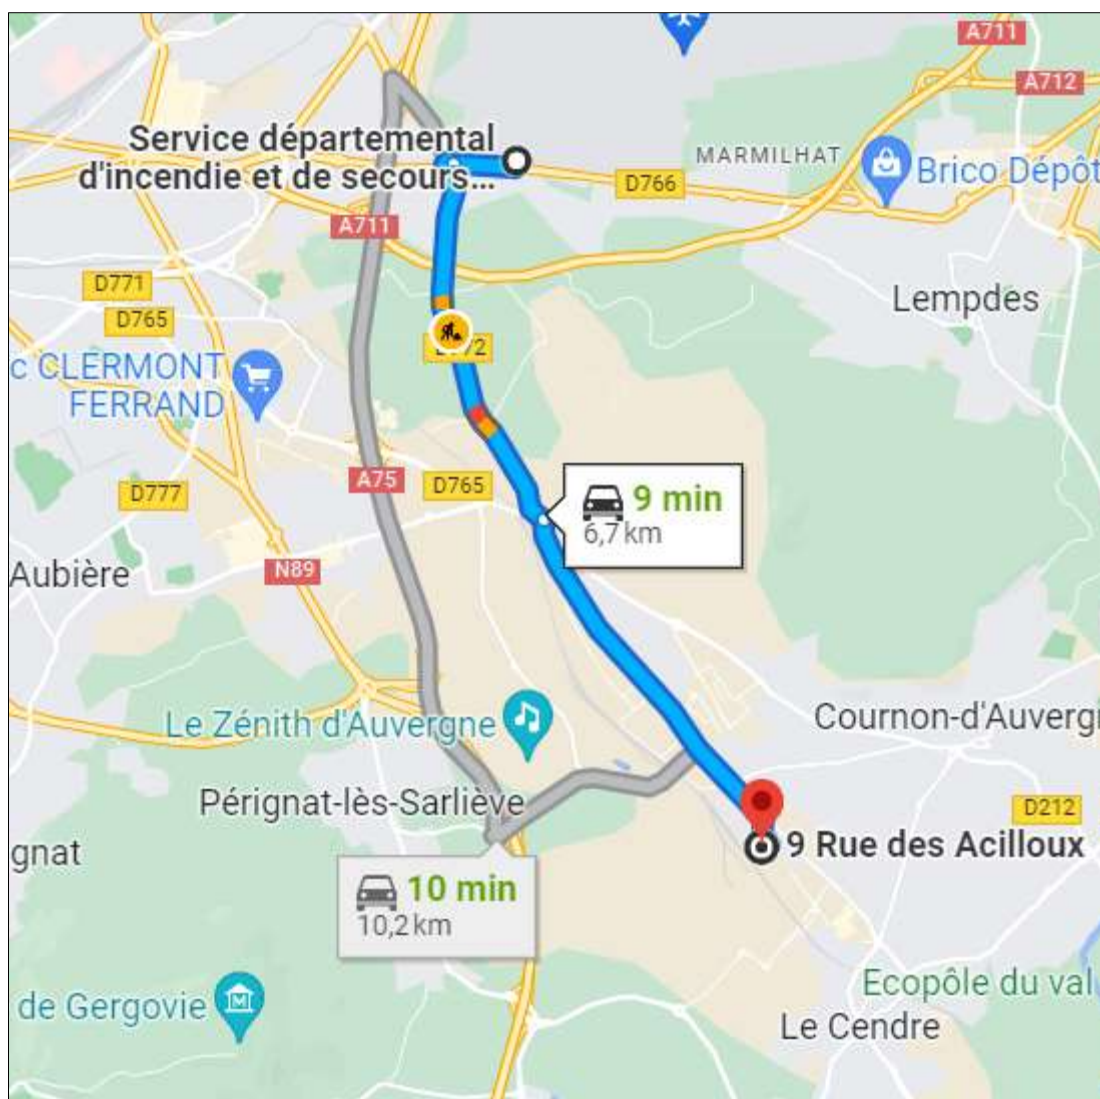 A711
A712
Service départemental
d'incendie et de secours...
MARMILHAT
Brico Dépôt
D766
A711
D771
D765
Lempdes
c CLERMONT
FERRAND
A75
D765
D777
9 min
6,7 km
Aubière
N89
Le Zénith d'Auvergne
Cournon-d'Auvergi
Pérignat-lès-Sarliève
D212
gnat
9 Rue des Acilloux
10 min
10,2 km
Ecopôle du val
de Gergovie
Le Cendre